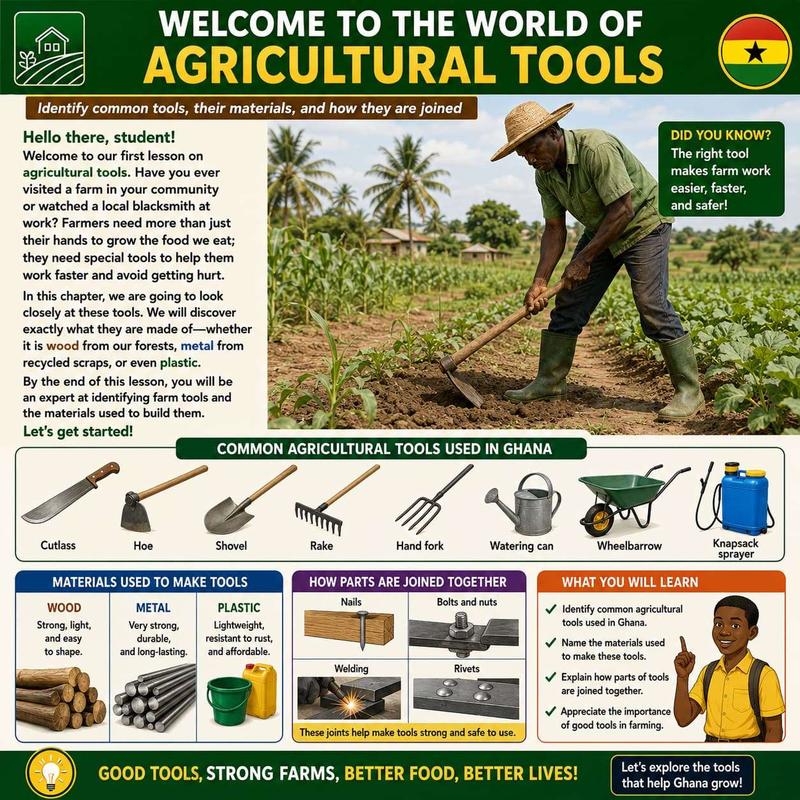 WELCOME TO THE WORLD OF
AGRICULTURAL TOOLS
Identify common tools, their materials, and how they are joined
Hello there, student!
Welcome to our first lesson on
agricultural tools. Have you ever
visited a farm in your community
or watched a local blacksmith at
work? Farmers need more than just
their hands to grow the food we eat;
they need special tools to help them
work faster and avoid getting hurt.
In this chapter, we are going to look
closely at these tools. We will discover
exactly what they are made of—whether
it is wood from our forests, metal from
recycled scraps, or even plastic.
By the end of this lesson, you will be
an expert at identifying farm tools and
the materials used to build them.
Let's get started!
DID YOU KNOW?
The right tool
makes farm work
easier, faster,
and safer!
COMMON AGRICULTURAL TOOLS USED IN GHANA
Cutlass
Hoe
Shovel
Rake
Hand fork
Watering can
Wheelbarrow
Knapsack
sprayer
MATERIALS USED TO MAKE TOOLS
WOOD
Strong, light,
and easy
to shape.
METAL
Very strong,
durable,
and long-lasting.
PLASTIC
Lightweight,
resistant to rust,
and affordable.
HOW PARTS ARE JOINED TOGETHER
Nails
Bolts and nuts
Welding
Rivets
These joints help make tools strong and safe to use.
WHAT YOU WILL LEARN
Identify common agricultural
tools used in Ghana.
Name the materials used
to make these tools.
Explain how parts of tools
are joined together.
Appreciate the importance
of good tools in farming.
GOOD TOOLS, STRONG FARMS, BETTER FOOD, BETTER LIVES!
Let's explore the tools
that help Ghana grow!